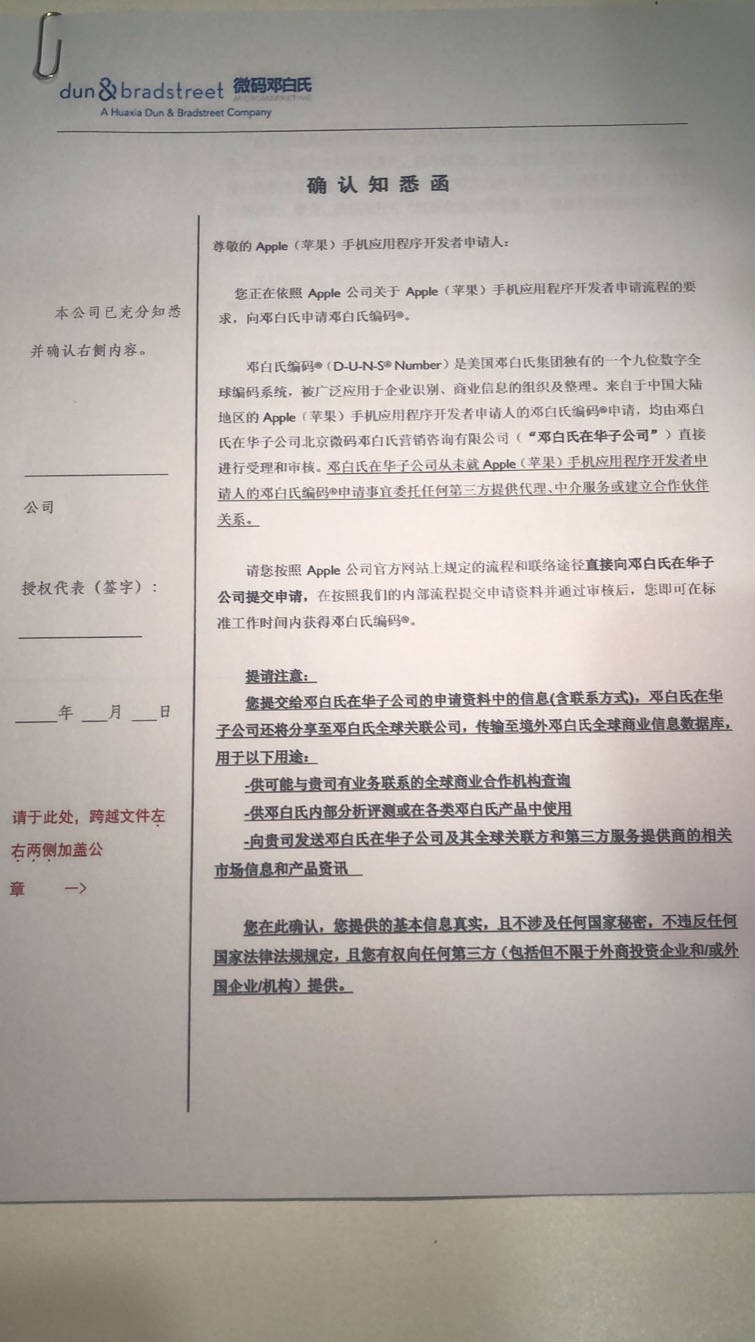 dun & bradstreet 微码邓白氏
A Huaxia Dun & Bradstreet Company
确认知悉函
本公司已充分知悉
并确认右侧内容。
公司
授权代表（签字）：
____年 ___月 ___日
请于此处，跨越文件左
右两侧加盖公
章 —>
尊敬的 Apple（苹果）手机应用程序开发者申请人：
您正在依照 Apple 公司关于 Apple（苹果）手机应用程序开发者申请流程的要
求，向邓白氏申请邓白氏编码®。
邓白氏编码®（D-U-N-S® Number）是美国邓白氏集团独有的一个九位数字全
球编码系统，被广泛应用于企业识别、商业信息的组织及整理。来自于中国大陆
地区的 Apple（苹果）手机应用程序开发者申请人的邓白氏编码®申请，均由邓白
氏在华子公司北京微码邓白氏营销咨询有限公司（“邓白氏在华子公司”）直接
进行受理和审核。邓白氏在华子公司从未就 Apple（苹果）手机应用程序开发者申
请人的邓白氏编码®申请事宜委托任何第三方提供代理、中介服务或建立合作伙伴
关系。
请您按照 Apple 公司官方网站上规定的流程和联络途径直接向邓白氏在华子
公司提交申请，在按照我们的内部流程提交申请资料并通过审核后，您即可在标
准工作时间内获得邓白氏编码®。
提请注意：
您提交给邓白氏在华子公司的申请资料中的信息(含联系方式)，邓白氏在华
子公司还将分享至邓白氏全球关联公司，传输至境外邓白氏全球商业信息数据库，
用于以下用途：
-供可能与贵司有业务联系的全球商业合作机构查询
-供邓白氏内部分析评测或在各类邓白氏产品中使用
-向贵司发送邓白氏在华子公司及其全球关联方和第三方服务提供商的相关
市场信息和产品资讯
您在此确认，您提供的基本信息真实，且不涉及任何国家秘密，不违反任何
国家法律法规规定，且您有权向任何第三方（包括但不限于外商投资企业和/或外
国企业/机构）提供。